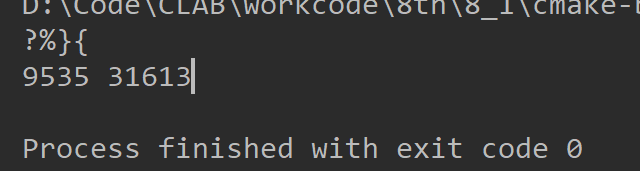 D:\Code\CLAB\workcode\8th\8_1\cmake-
?%}{
9535 31613
Process finished with exit code 0